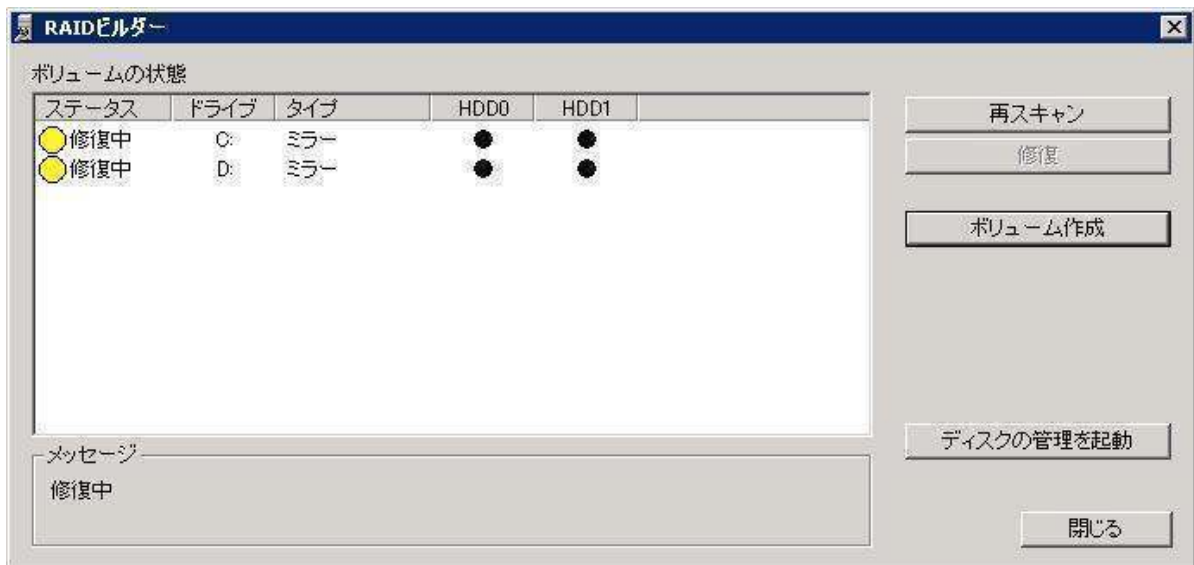 RAIDビルダー
ボリュームの状態
ステータス ドライブ タイプ HDD0 HDD1
修復中 C: ミラー ● ●
修復中 D: ミラー ● ●
再スキャン
修復
ボリューム作成
ディスクの管理を起動
メッセージ
修復中
閉じる